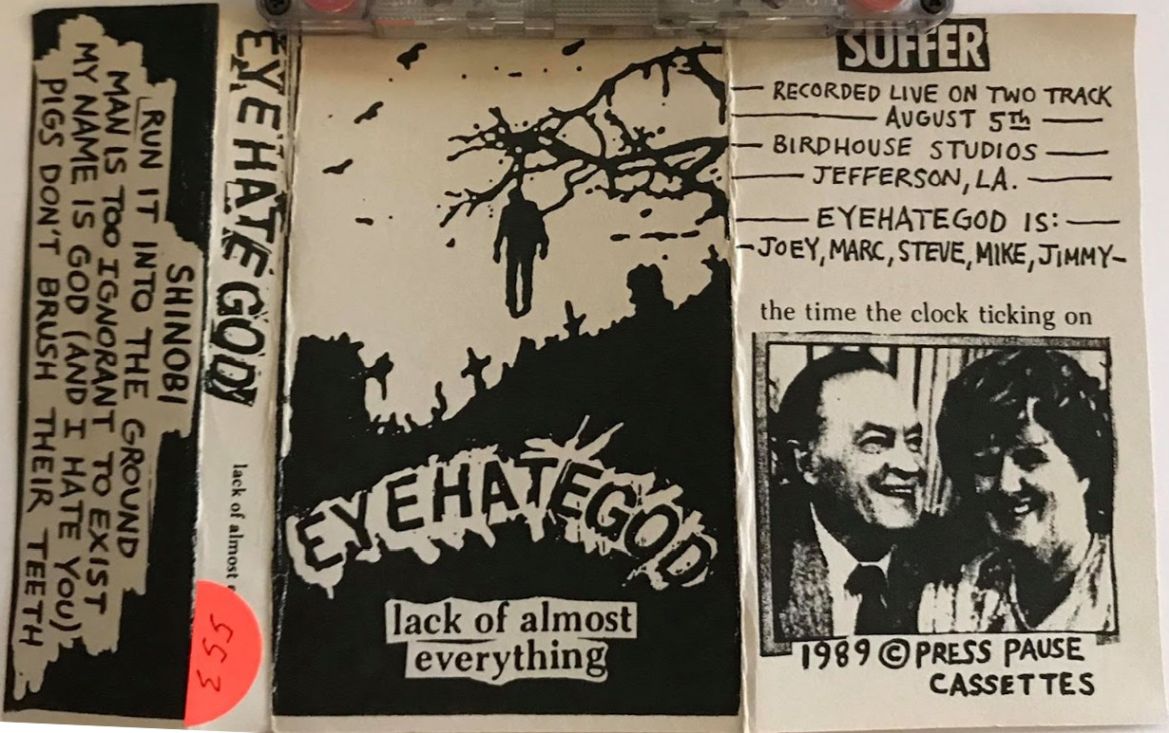 SHINOBI
RUN IT INTO THE GROUND
MAN IS TOO IGNORANT TO EXIST
MY NAME IS GOD (AND I HATE YOU)
PIGS DON'T BRUSH THEIR TEETH
EYEHATEGOD
lack of almost
EYEHATEGOD
lack of almost
everything
SUFFER
RECORDED LIVE ON TWO TRACK
AUGUST 5th
BIRDHOUSE STUDIOS
JEFFERSON, LA.
EYEHATEGOD IS:
-JOEY, MARC, STEVE, MIKE, JIMMY-
the time the clock ticking on
1989 © PRESS PAUSE
CASSETTES